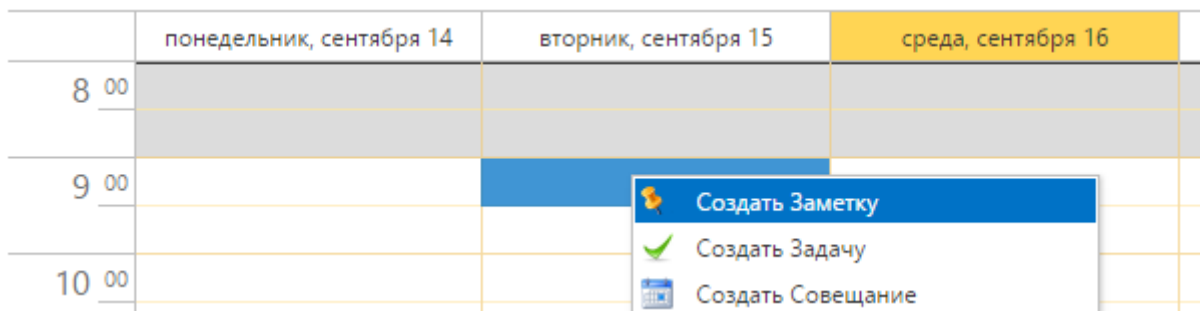 понедельник, сентября 14 вторник, сентября 15 среда, сентября 16
8 00
9 00
Создать Заметку
Создать Задачу
10 00
Создать Совещание